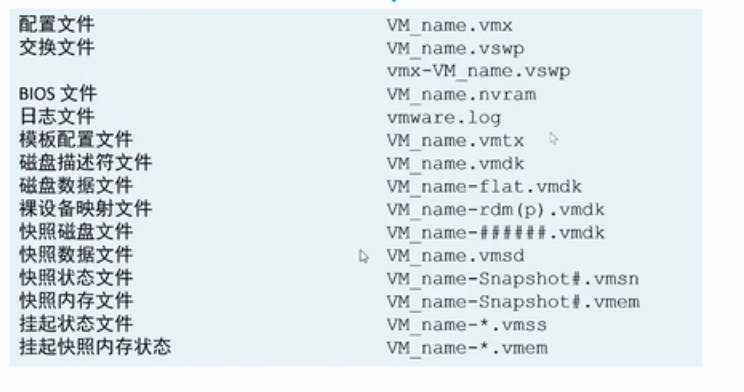 配置文件 VM_name.vmx
交换文件 VM_name.vswp
vmx-VM_name.vswp
BIOS 文件 VM_name.nvram
日志文件 vmware.log
模板配置文件 VM_name.vmtx
磁盘描述符文件 VM_name.vmdk
磁盘数据文件 VM_name-flat.vmdk
裸设备映射文件 VM_name-rdm(p).vmdk
快照磁盘文件 VM_name-######.vmdk
快照数据文件 VM_name.vmsd
快照状态文件 VM_name-Snapshot#.vmsn
快照内存文件 VM_name-Snapshot#.vmem
挂起状态文件 VM_name-*.vmss
挂起快照内存状态 VM_name-*.vmem